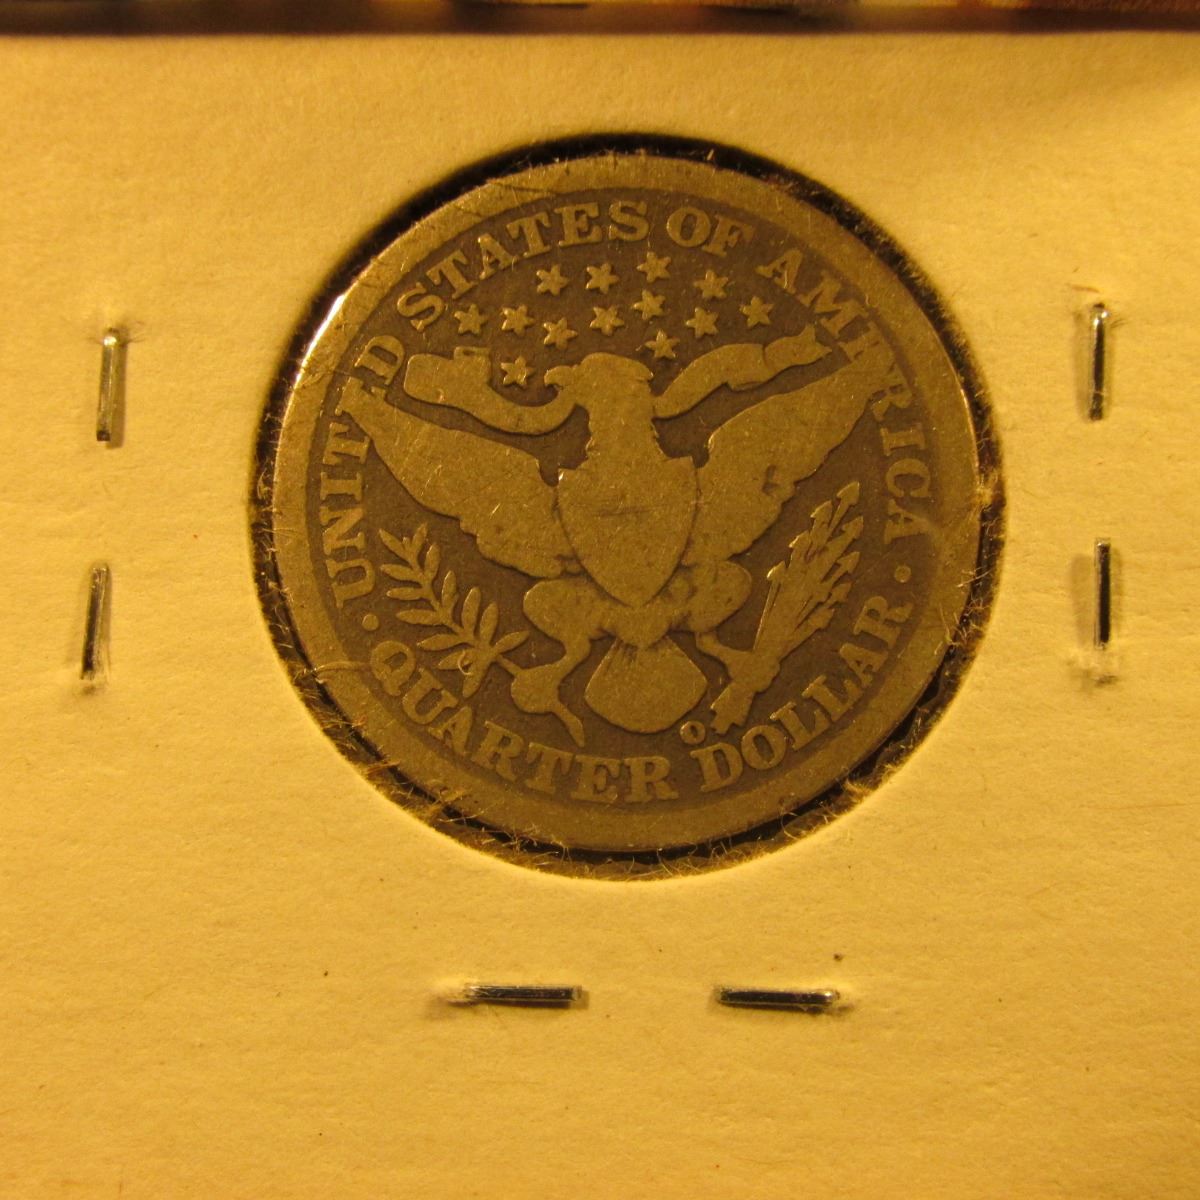 UNITED STATES OF AMERICA
· QUARTER DOLLAR ·
O